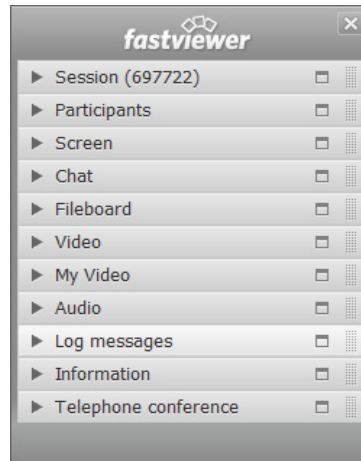 fastviewer
Session (697722)
Participants
Screen
Chat
Fileboard
Video
My Video
Audio
Log messages
Information
Telephone conference